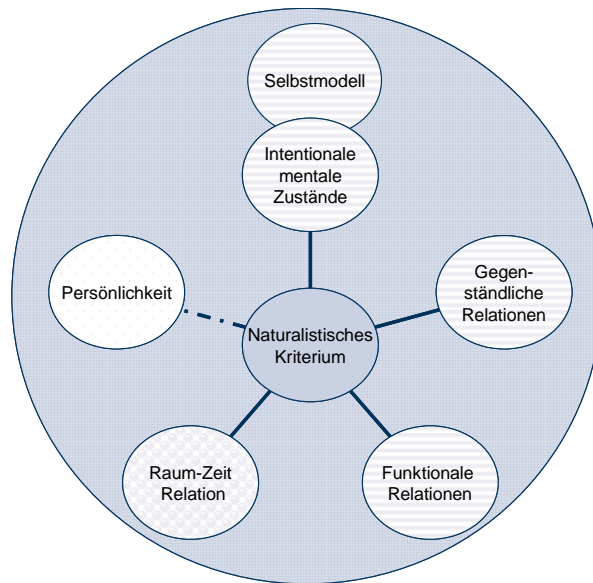 Selbstmodell
Intentionale
mentale
Zustände
Persönlichkeit
Gegen-
ständliche
Relationen
Naturalistisches
Kriterium
Raum-Zeit
Relation
Funktionale
Relationen